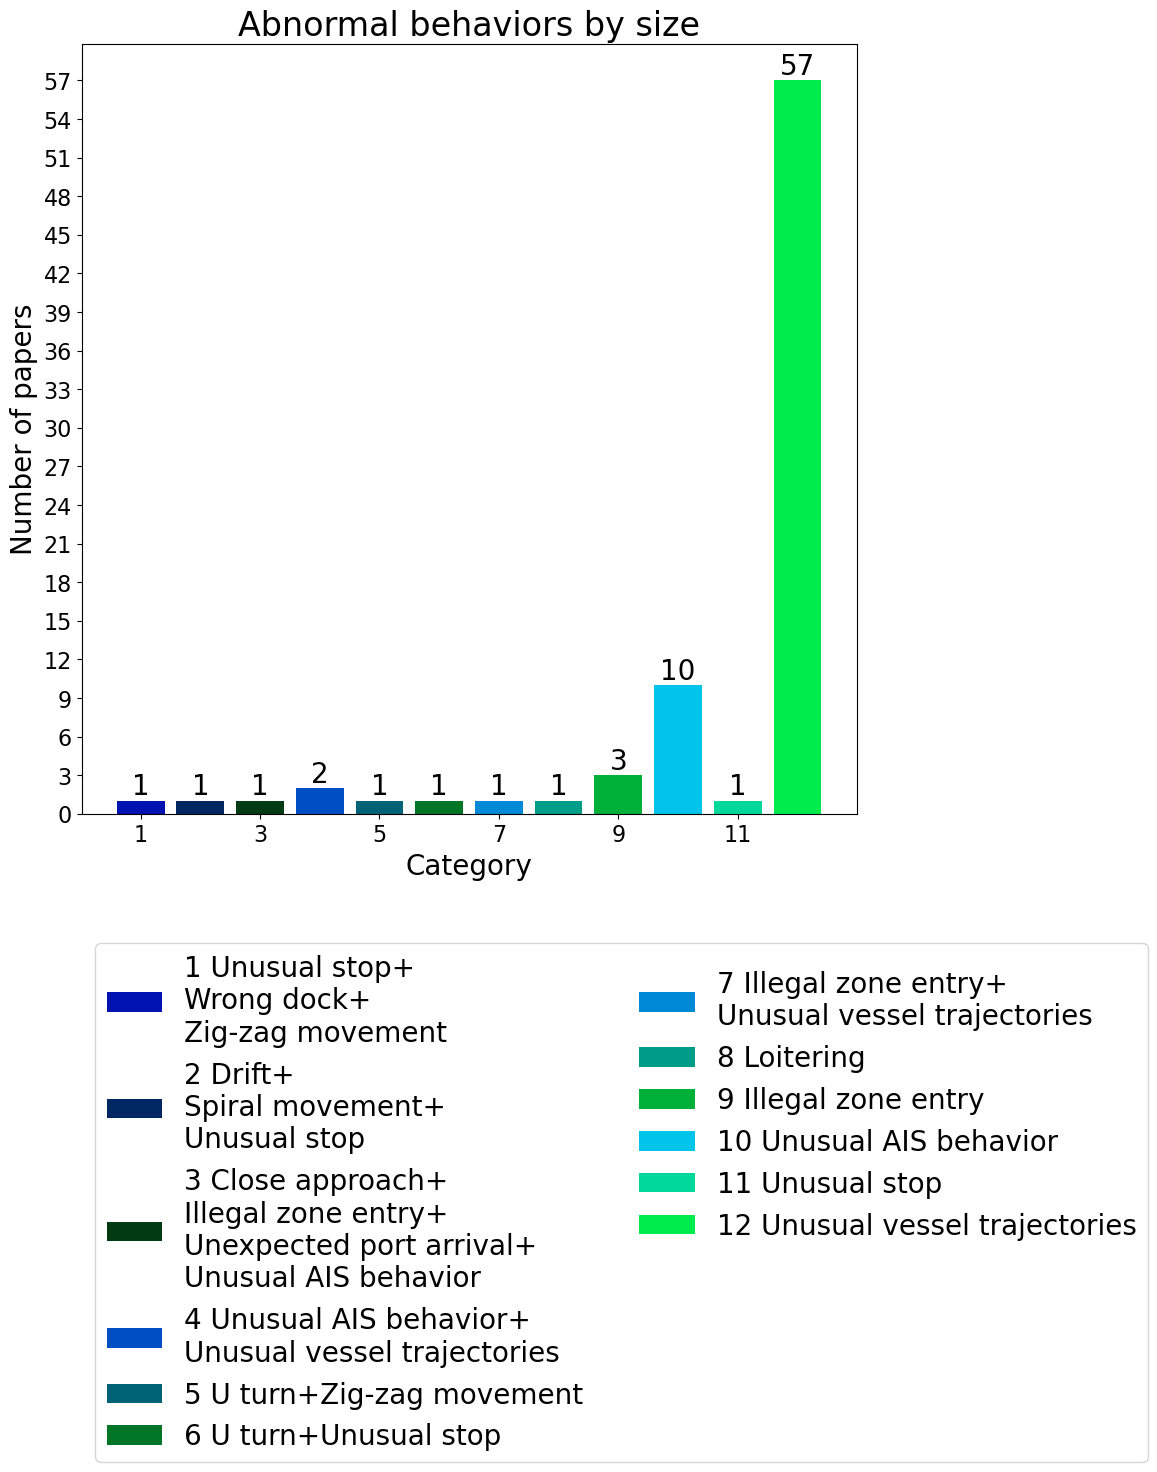 Abnormal behaviors by size
Number of papers
57
54
51
48
45
42
39
36
33
30
27
24
21
18
15
12
9
6
3
0
1
1
1
2
1
1
1
1
3
10
1
57
1
3
5
7
9
11
Category
1 Unusual stop+
Wrong dock+
Zig-zag movement
2 Drift+
Spiral movement+
Unusual stop
3 Close approach+
Illegal zone entry+
Unexpected port arrival+
Unusual AIS behavior
4 Unusual AIS behavior+
Unusual vessel trajectories
5 U turn+Zig-zag movement
6 U turn+Unusual stop
7 Illegal zone entry+
Unusual vessel trajectories
8 Loitering
9 Illegal zone entry
10 Unusual AIS behavior
11 Unusual stop
12 Unusual vessel trajectories